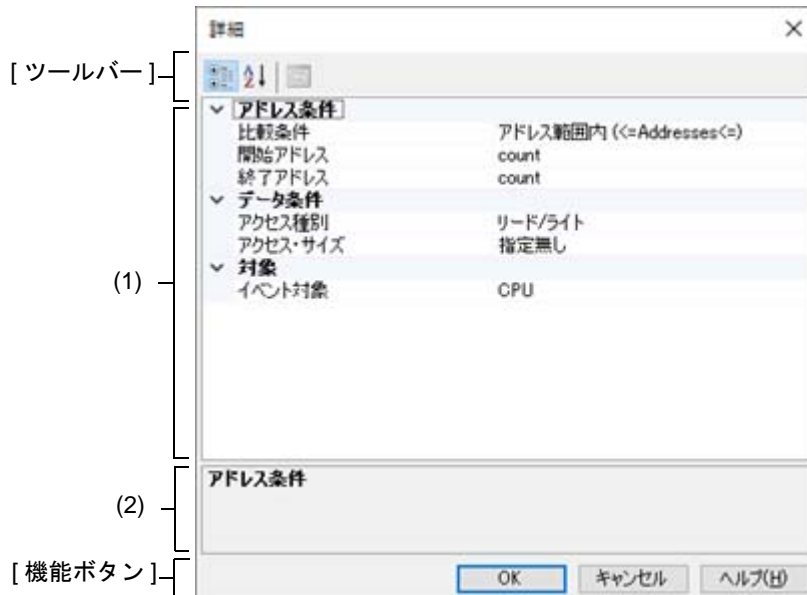 詳細
[ ツールバー ]
アドレス条件
比較条件 アドレス範囲内 (<=Addresses<=)
開始アドレス count
終了アドレス count
データ条件
アクセス種別 リード/ライト
アクセス・サイズ 指定無し
対象
イベント対象 CPU
(1)
アドレス条件
(2)
[ 機能ボタン ]
OK キャンセル ヘルプ(H)